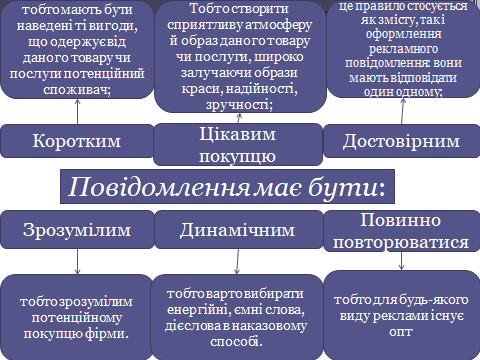 тобто мають бути
наведені ті вигоди,
що одержує від
даного товару чи
послуги потенційний
споживач;
Тобто створити
сприятливу атмосферу
й образ даного товару
чи послуги, широко
залучаючи образи
краси, надійності,
зручності;
це правило стосується
як змісту, так і
оформлення
рекламного
повідомлення: вони
мають відповідати
один одному;
Коротким
Цікавим
покупцю
Достовірним
Повідомлення має бути:
Зрозумілим
Динамічним
Повинно
повторюватися
тобто зрозумілим
потенційному
покупцю фірми.
тобто варто вибирати
енергійні, ємні слова,
дієслова в наказовому
способі.
тобто для будь-якого
виду реклами існує
опт